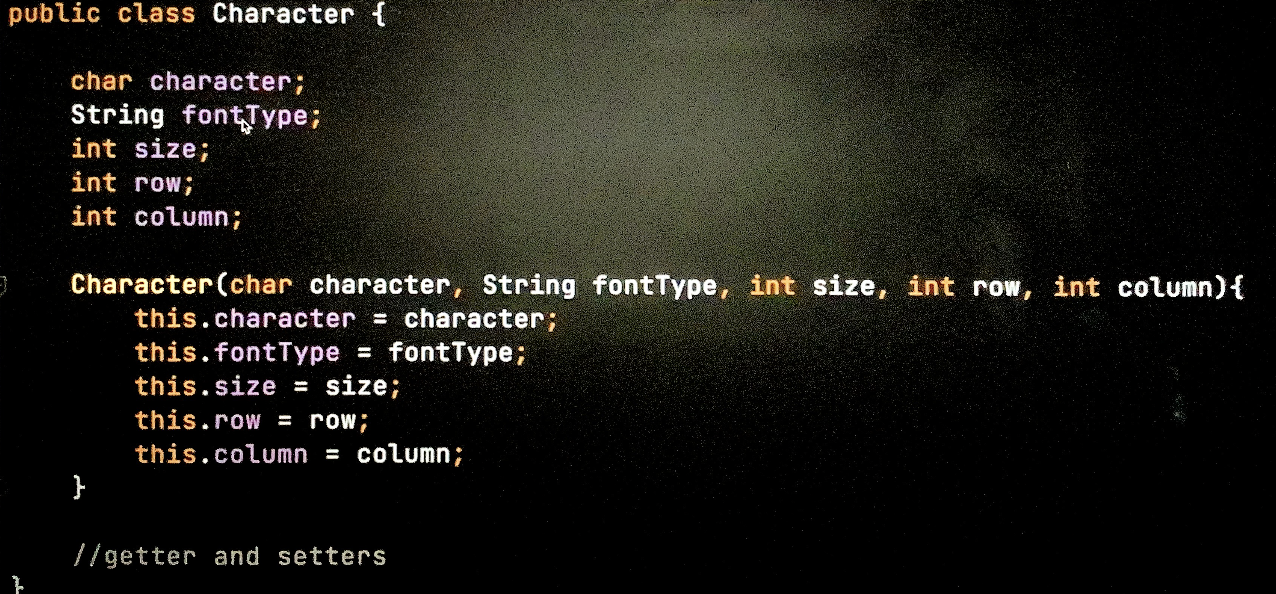 public class Character {
char character;
String fontType;
int size;
int row;
int column;
Character(char character, String fontType, int size, int row, int column){
this.character = character;
this.fontType = fontType;
this.size = size;
this.row = row;
this.column = column;
}
//getter and setters
}